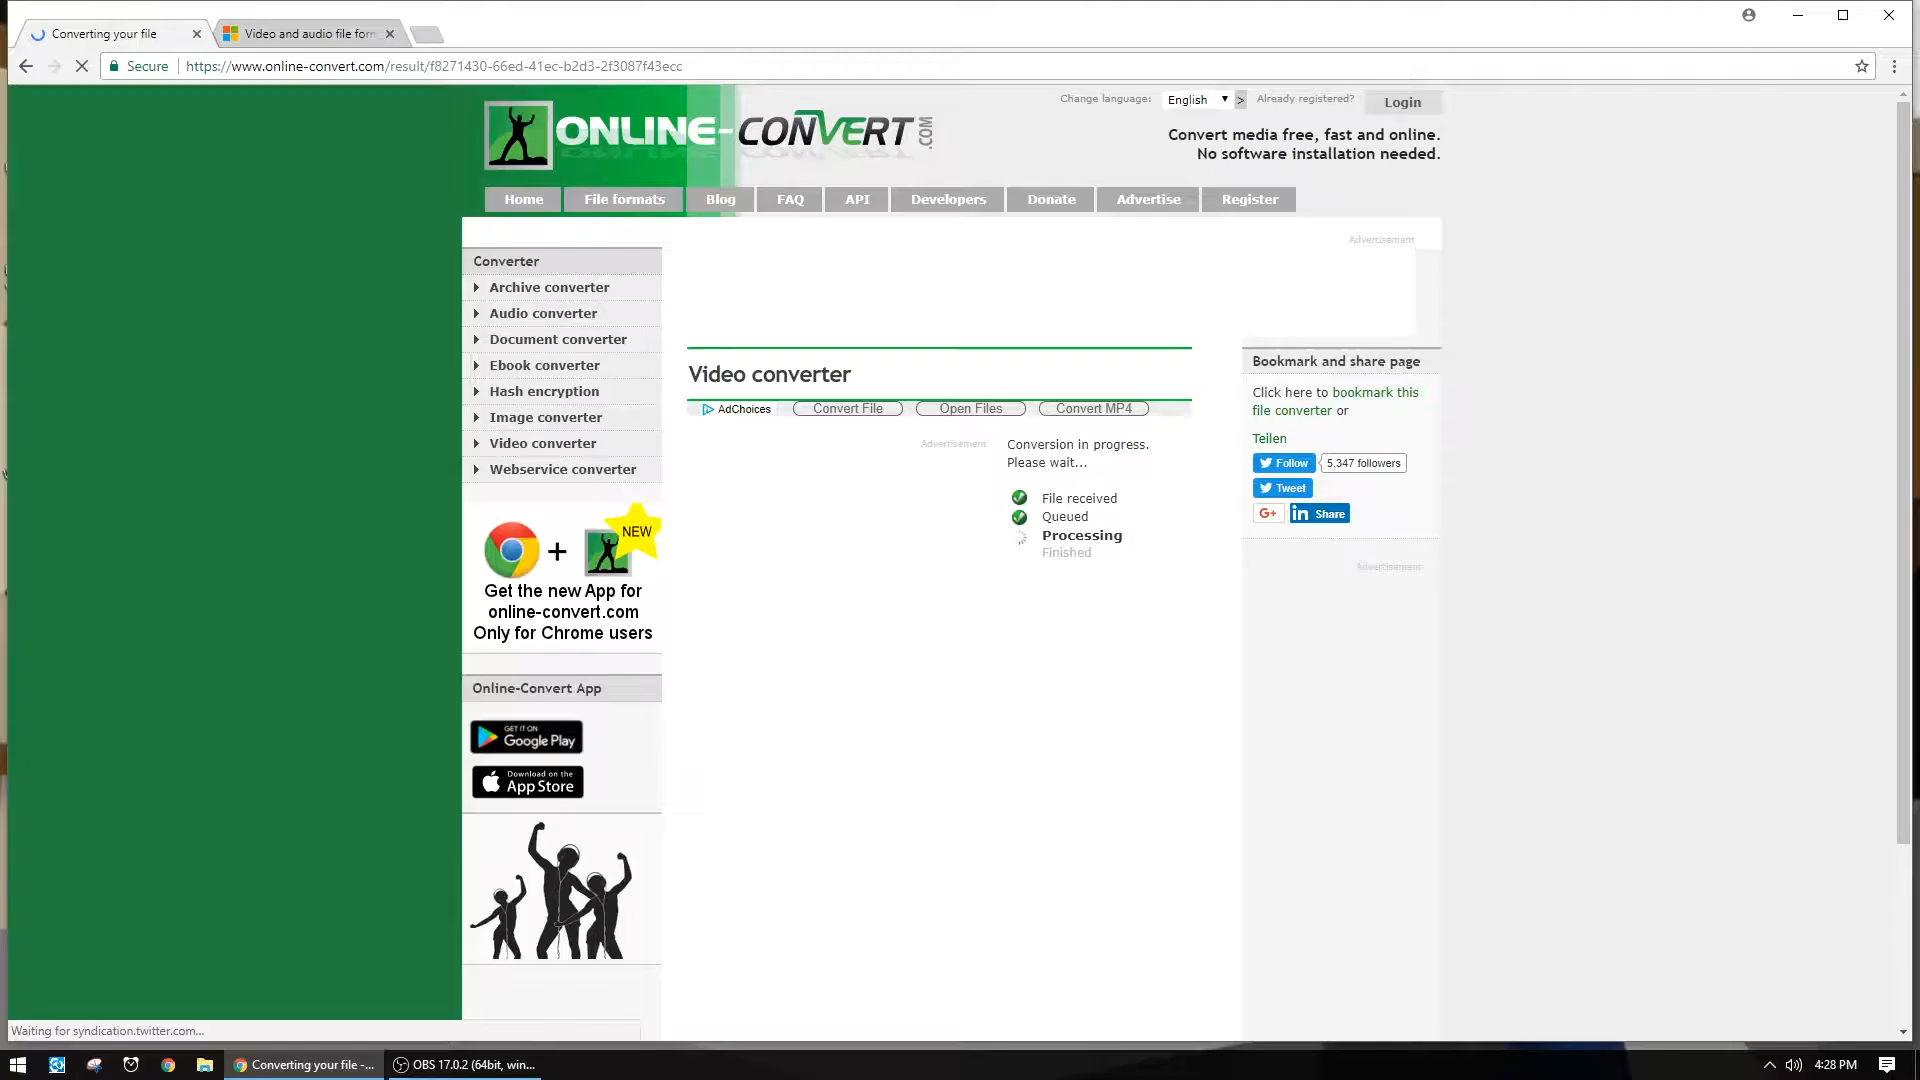 Converting your file
Video and audio file form
Secure
https://www.online-convert.com/result/f8271430-66ed-41ec-b2d3-2f3087f43ecc
ONLINE-CONVERT.COM
Change language:
English
>
Already registered?
Login
Convert media free, fast and online.
No software installation needed.
Home
File formats
Blog
FAQ
API
Developers
Donate
Advertise
Register
Advertisement
Converter
Archive converter
Audio converter
Document converter
Ebook converter
Hash encryption
Image converter
Video converter
Webservice converter
NEW
+
Get the new App for
online-convert.com
Only for Chrome users
Online-Convert App
GET IT ON
Google Play
Download on the
App Store
Video converter
AdChoices
Convert File
Open Files
Convert MP4
Advertisement
Conversion in progress.
Please wait...
File received
Queued
Processing
Finished
Bookmark and share page
Click here to bookmark this
file converter or
Teilen
Follow
5,347 followers
Tweet
G+
in Share
Advertisement
Waiting for syndication.twitter.com...
Converting your file -...
OBS 17.0.2 (64bit, win...
4:28 PM